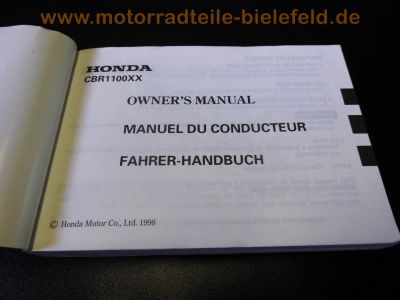 www.motorradteile-bielefeld.de
HONDA
CBR1100XX
OWNER'S MANUAL
MANUEL DU CONDUCTEUR
FAHRER-HANDBUCH
© Honda Motor Co., Ltd. 1998